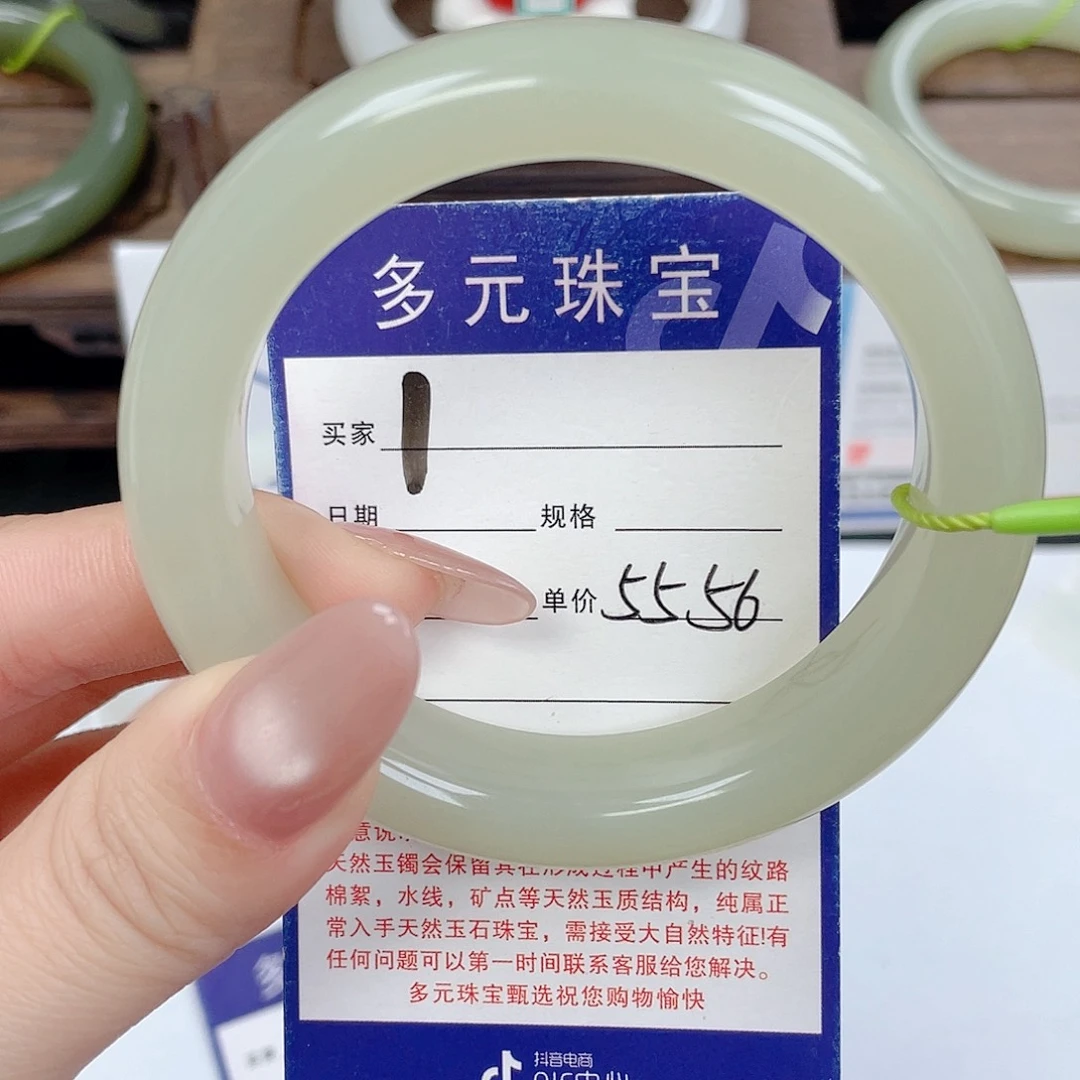 多元珠宝
买家 1
日期 规格
单价 5556
天然玉镯会保留其在形成过程中产生的纹路
棉絮，水线，矿点等天然玉质结构，纯属正
常入手天然玉石珠宝，需接受大自然特征!有
任何问题可以第一时间联系客服给您解决。
多元珠宝甄选祝您购物愉快
抖音电商